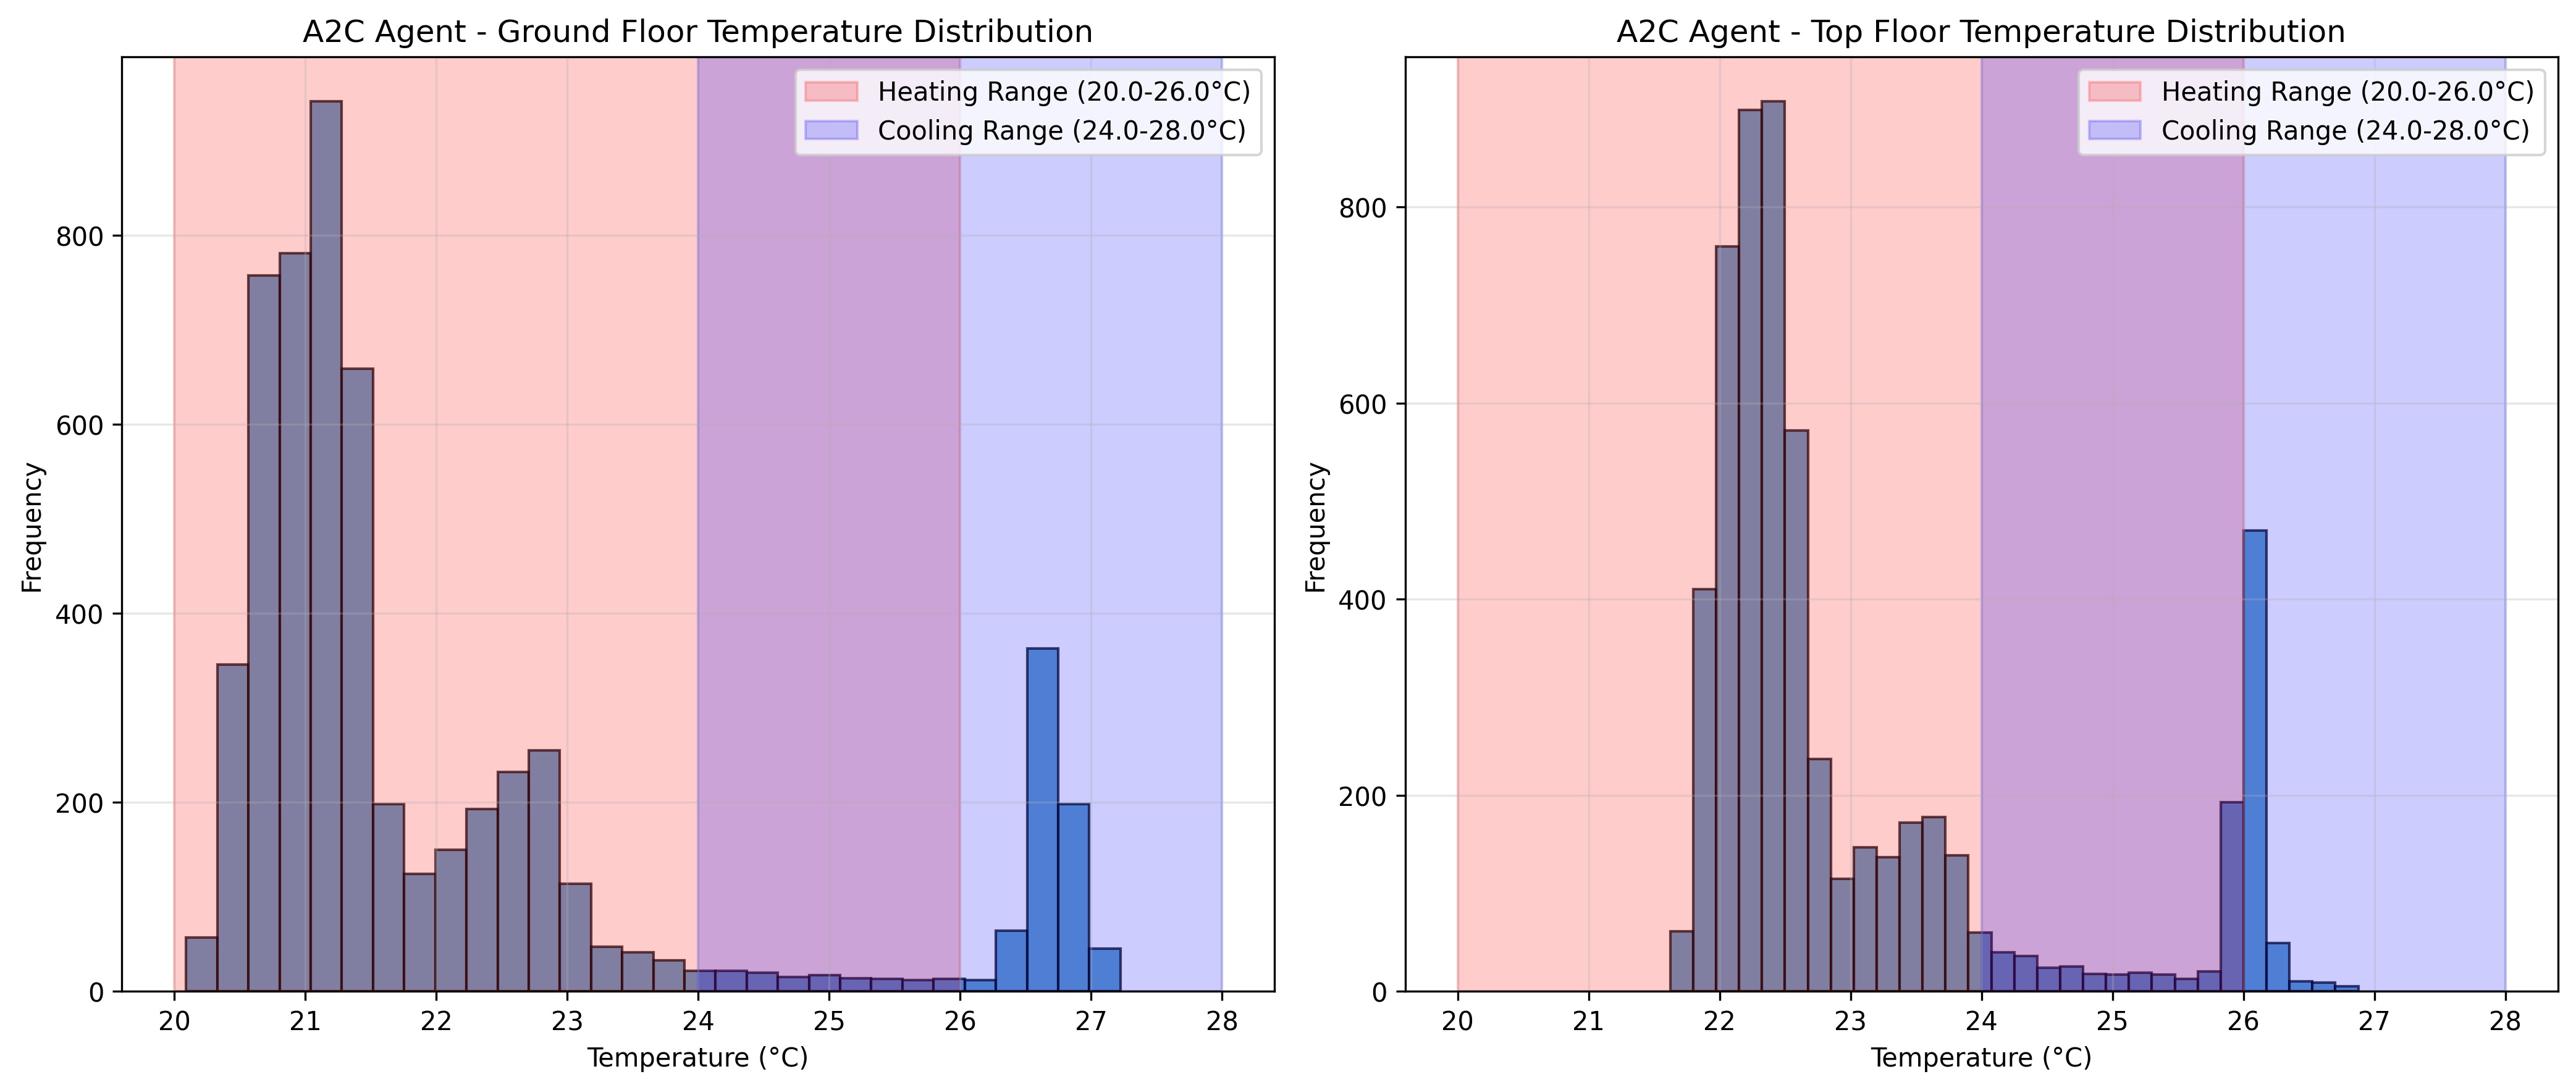 A2C Agent - Ground Floor Temperature Distribution
Heating Range (20.0-26.0°C)
Cooling Range (24.0-28.0°C)
Frequency
800
600
400
200
0
20 21 22 23 24 25 26 27 28
Temperature (°C)
A2C Agent - Top Floor Temperature Distribution
Heating Range (20.0-26.0°C)
Cooling Range (24.0-28.0°C)
Frequency
800
600
400
200
0
20 21 22 23 24 25 26 27 28
Temperature (°C)